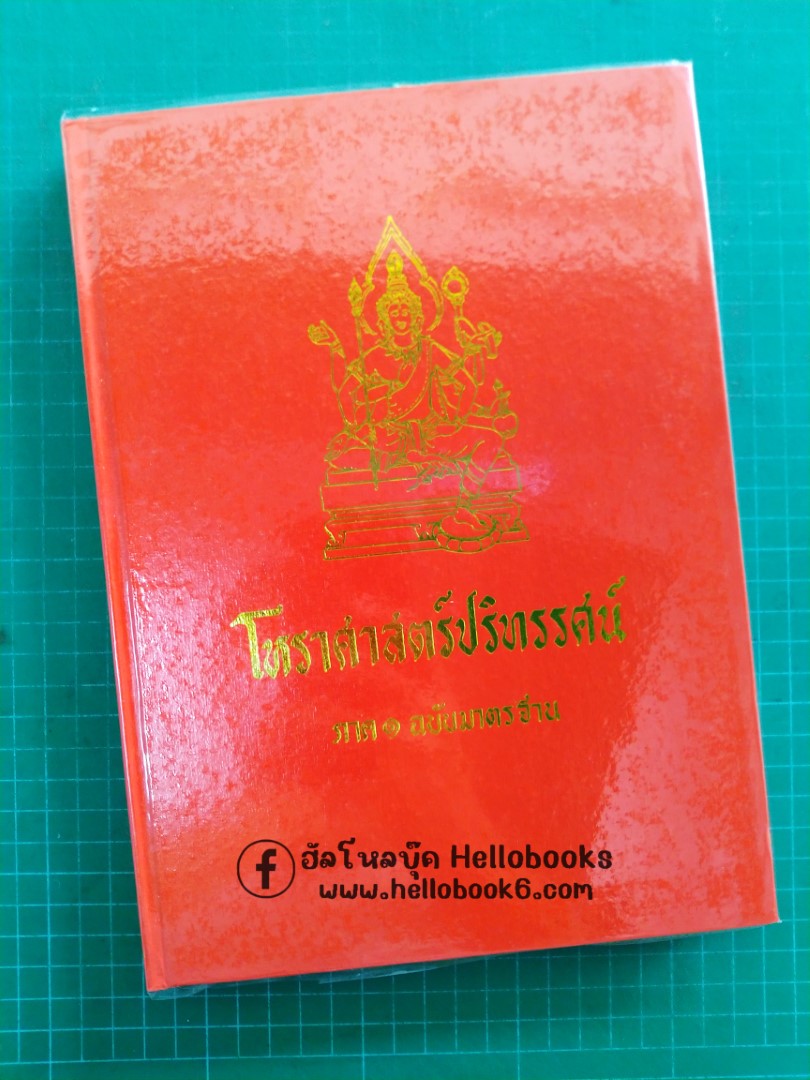 โหราศาสตร์ปริทรรศน์
ภาค ๑ ฉบับมาตรฐาน
ฮัลโหลบุ๊ค Hellobooks
www.hellobook6.com